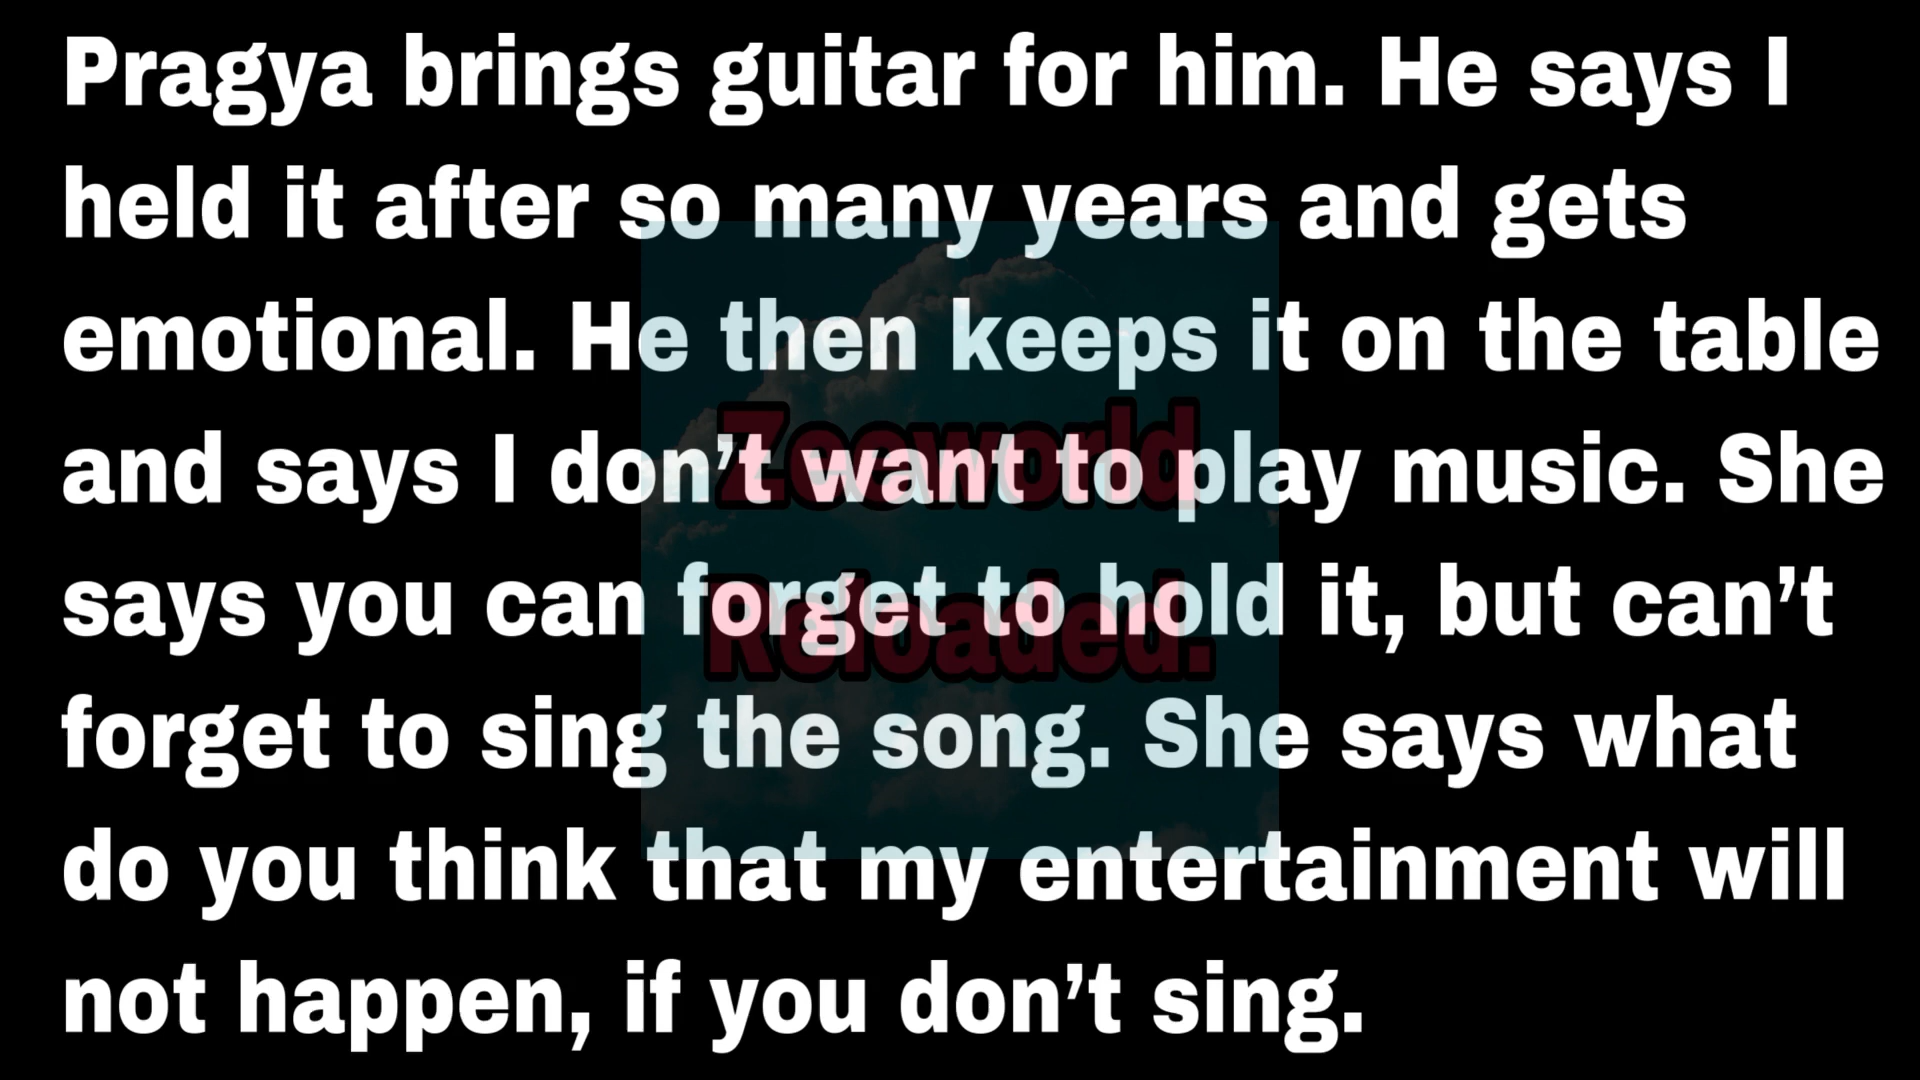 Pragya brings guitar for him. He says I
held it after so many years and gets
emotional. He then keeps it on the table
and says I don’t want to play music. She
says you can forget to hold it, but can’t
forget to sing the song. She says what
do you think that my entertainment will
not happen, if you don’t sing.
Zeeworld
Reloaded.